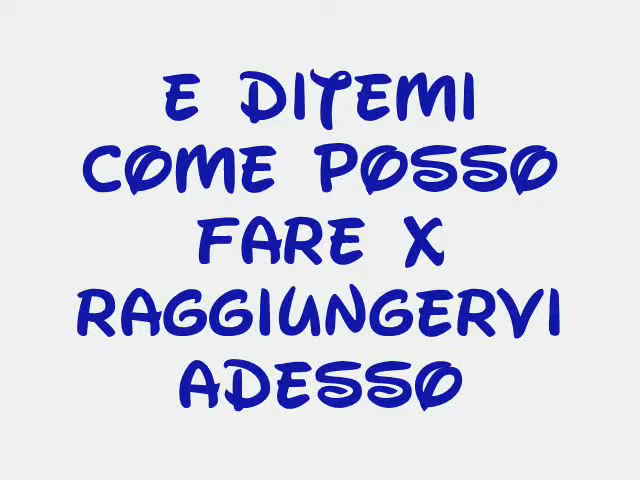 E DITEMI
COME POSSO
FARE X
RAGGIUNGERVI
ADESSO